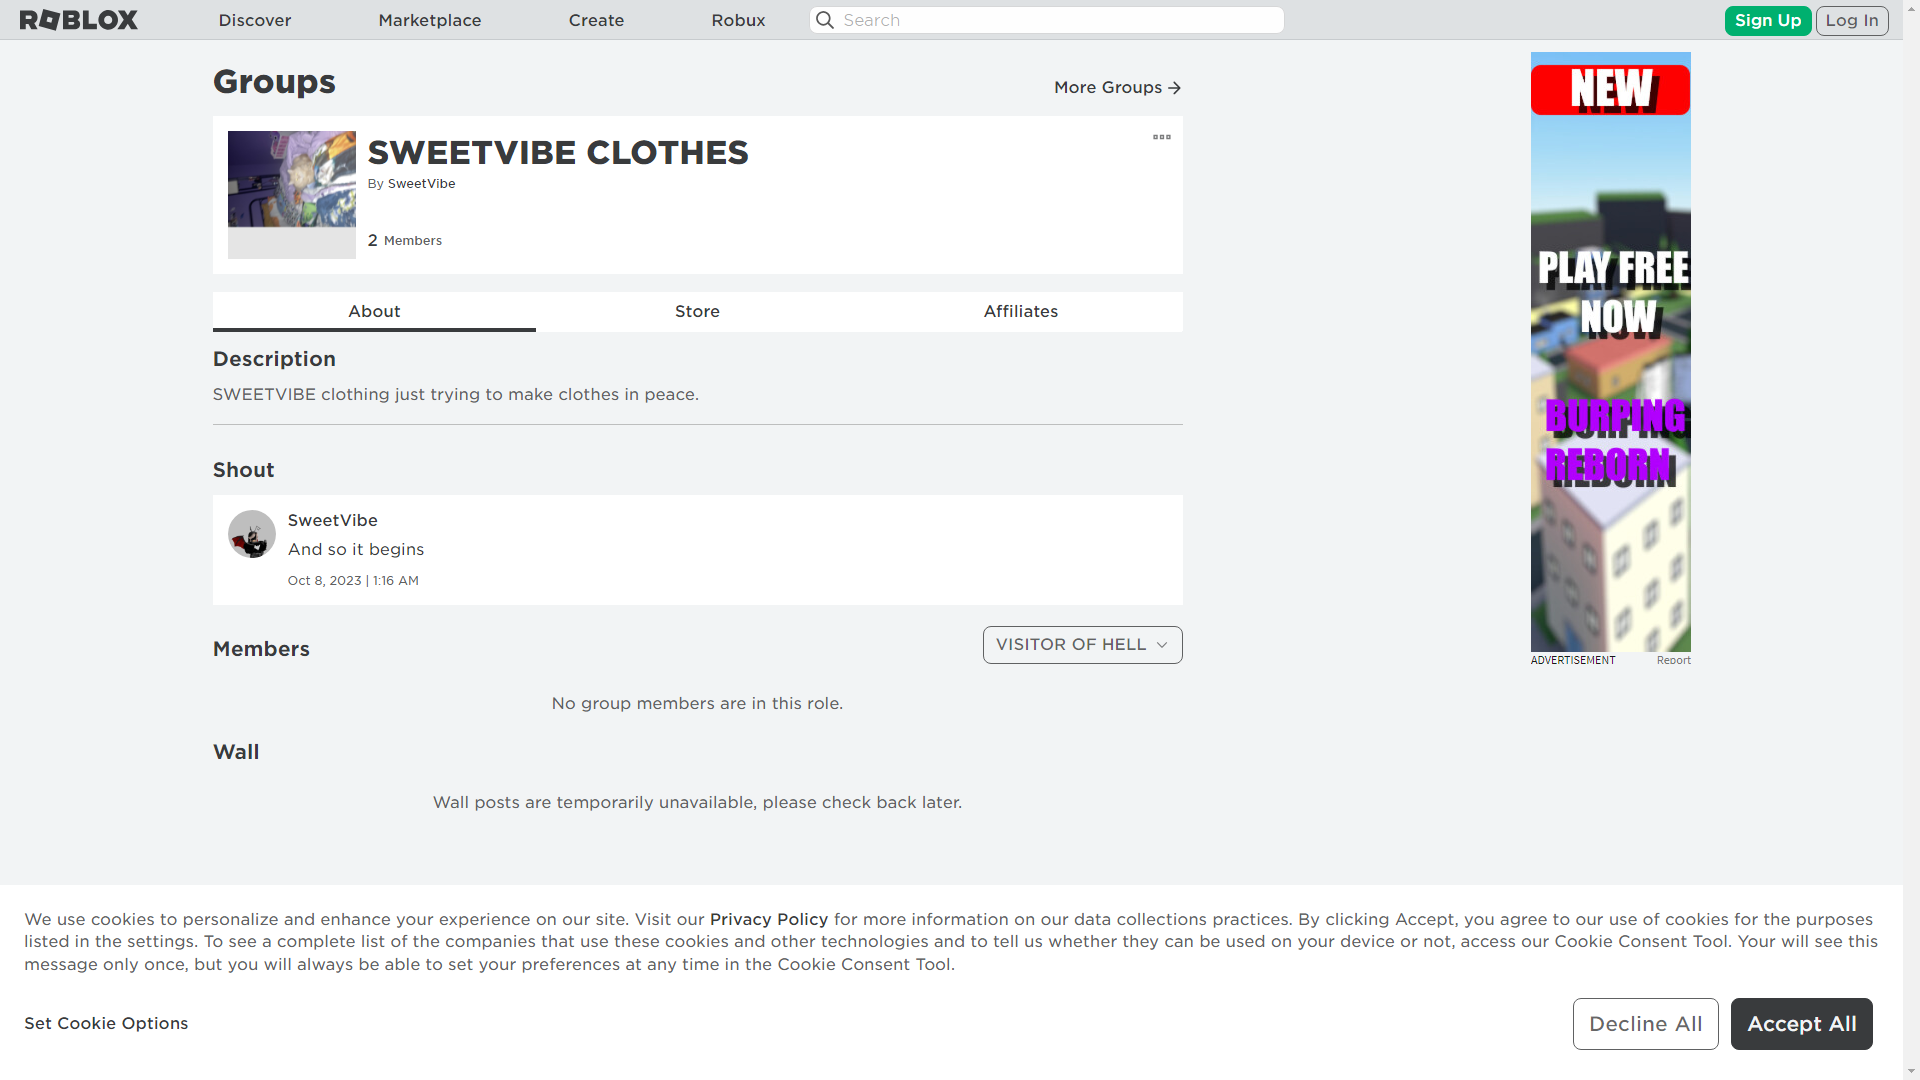 ROBLOX Discover Marketplace Create Robux Search Sign Up Log In
Groups
More Groups
SWEETVIBE CLOTHES
By SweetVibe
2 Members
About Store Affiliates
Description
SWEETVIBE clothing just trying to make clothes in peace.
Shout
SweetVibe
And so it begins
Oct 8, 2023 | 1:16 AM
Members
VISITOR OF HELL
No group members are in this role.
Wall
Wall posts are temporarily unavailable, please check back later.
NEW
PLAY FREE
NOW
BURPING
REBORN
ADVERTISEMENT Report
We use cookies to personalize and enhance your experience on our site. Visit our Privacy Policy for more information on our data collections practices. By clicking Accept, you agree to our use of cookies for the purposes
listed in the settings. To see a complete list of the companies that use these cookies and other technologies and to tell us whether they can be used on your device or not, access our Cookie Consent Tool. Your will see this
message only once, but you will always be able to set your preferences at any time in the Cookie Consent Tool.
Set Cookie Options
Decline All
Accept All